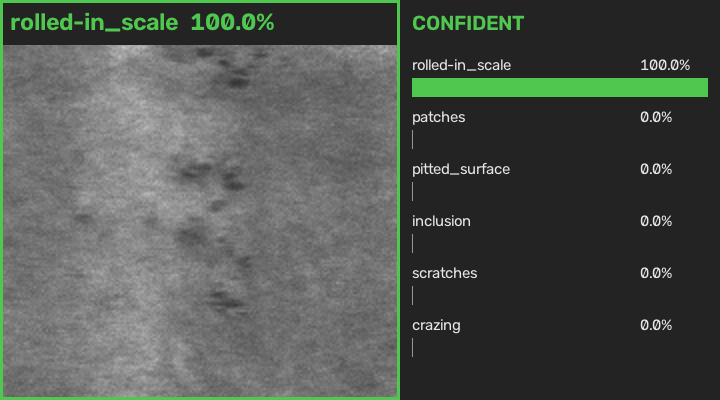 rolled-in_scale 100.0%
CONFIDENT
rolled-in_scale 100.0%
patches 0.0%
pitted_surface 0.0%
inclusion 0.0%
scratches 0.0%
crazing 0.0%